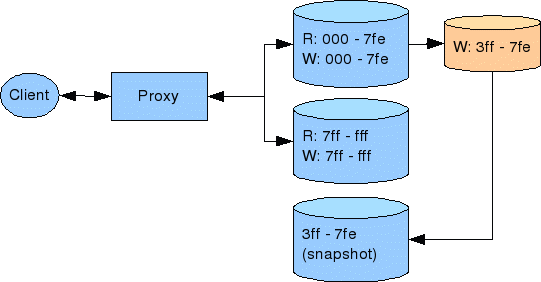 Client
Proxy
R: 000 - 7fe
W: 000 - 7fe
W: 3ff - 7fe
R: 7ff - fff
W: 7ff - fff
3ff - 7fe
(snapshot)